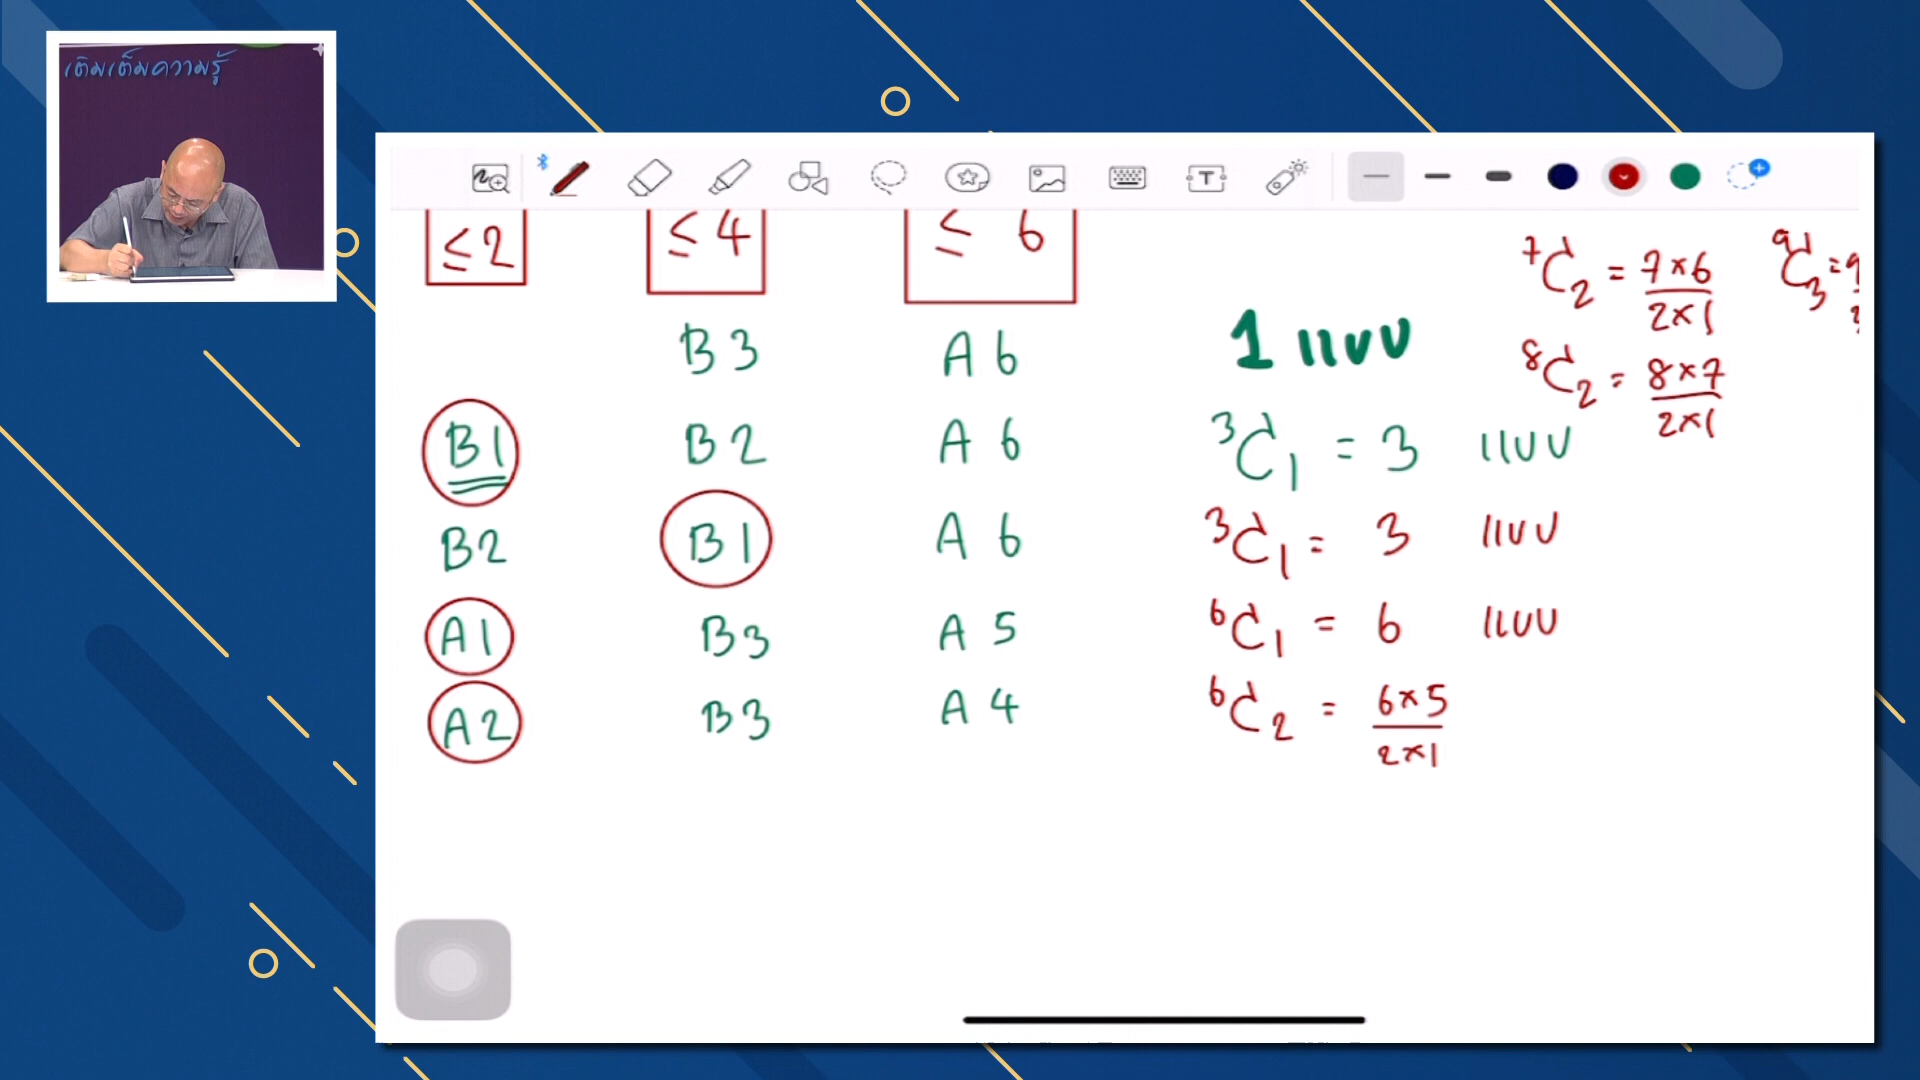 เติมเต็มความรู้
≤2 ≤4 ≤ 6
⁷C₂ = 7×6 / 2×1
⁹C₃ =
B3 A6 1 แบบ
⁸C₂ = 8×7 / 2×1
B1 B2 A6 ³C₁ = 3 แบบ
B2 B1 A6 ³C₁ = 3 แบบ
A1 B3 A5 ⁶C₁ = 6 แบบ
A2 B3 A4 ⁶C₂ = 6×5 / 2×1